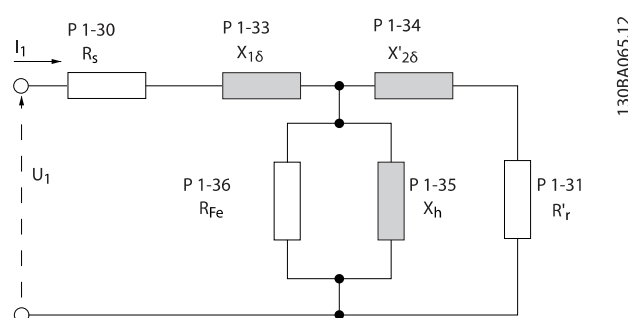 P 1-30
Rs
P 1-33
X1δ
P 1-34
X'2δ
I1
U1
P 1-36
RFe
P 1-35
Xh
P 1-31
R'r
130BA065.12